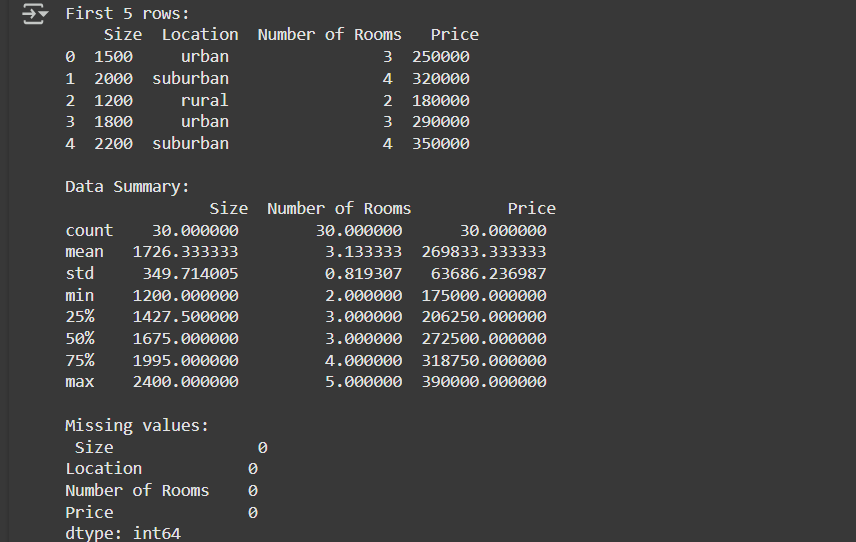 First 5 rows:
   Size  Location  Number of Rooms   Price
0  1500     urban                3  250000
1  2000  suburban                4  320000
2  1200     rural                2  180000
3  1800     urban                3  290000
4  2200  suburban                4  350000

Data Summary:
              Size  Number of Rooms          Price
count    30.000000        30.000000      30.000000
mean   1726.333333         3.133333  269833.333333
std     349.714005         0.819307   63686.236987
min    1200.000000         2.000000  175000.000000
25%    1427.500000         3.000000  206250.000000
50%    1675.000000         3.000000  272500.000000
75%    1995.000000         4.000000  318750.000000
max    2400.000000         5.000000  390000.000000

Missing values:
 Size               0
Location           0
Number of Rooms    0
Price              0
dtype: int64